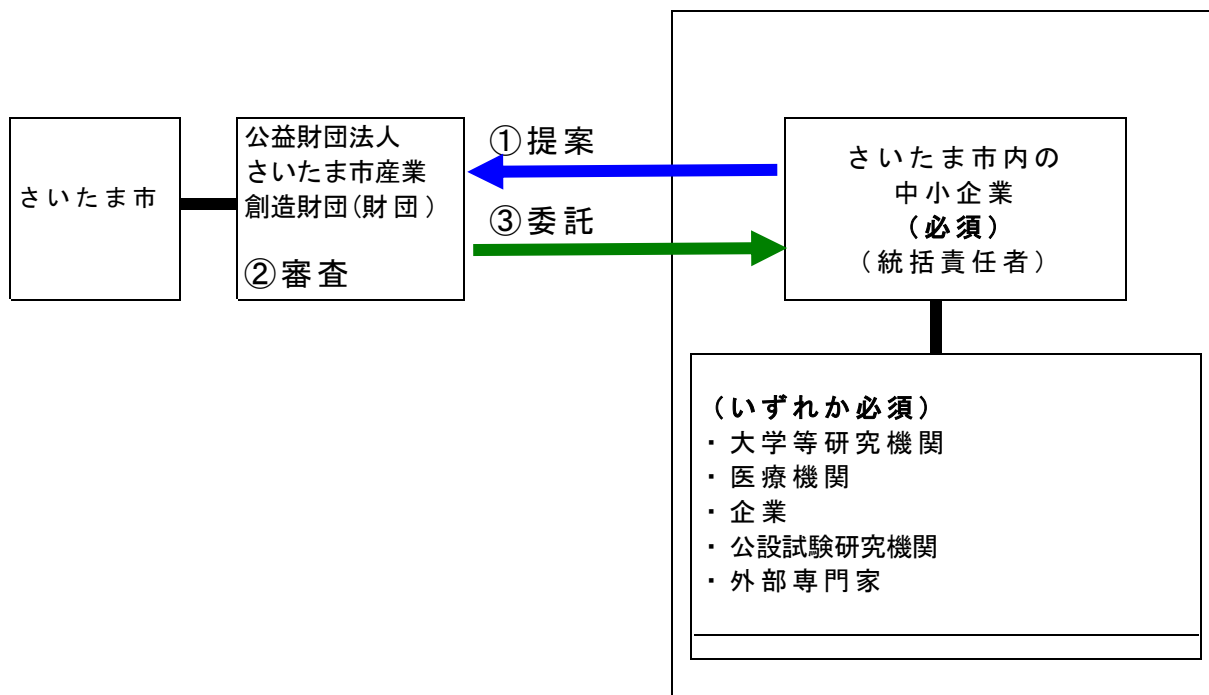 さいたま市
公益財団法人
さいたま市産業
創造財団(財団)
②審査
①提案
③委託
さいたま市内の
中小企業
(必須)
(統括責任者)
(いずれか必須)
・大学等研究機関
・医療機関
・企業
・公設試験研究機関
・外部専門家